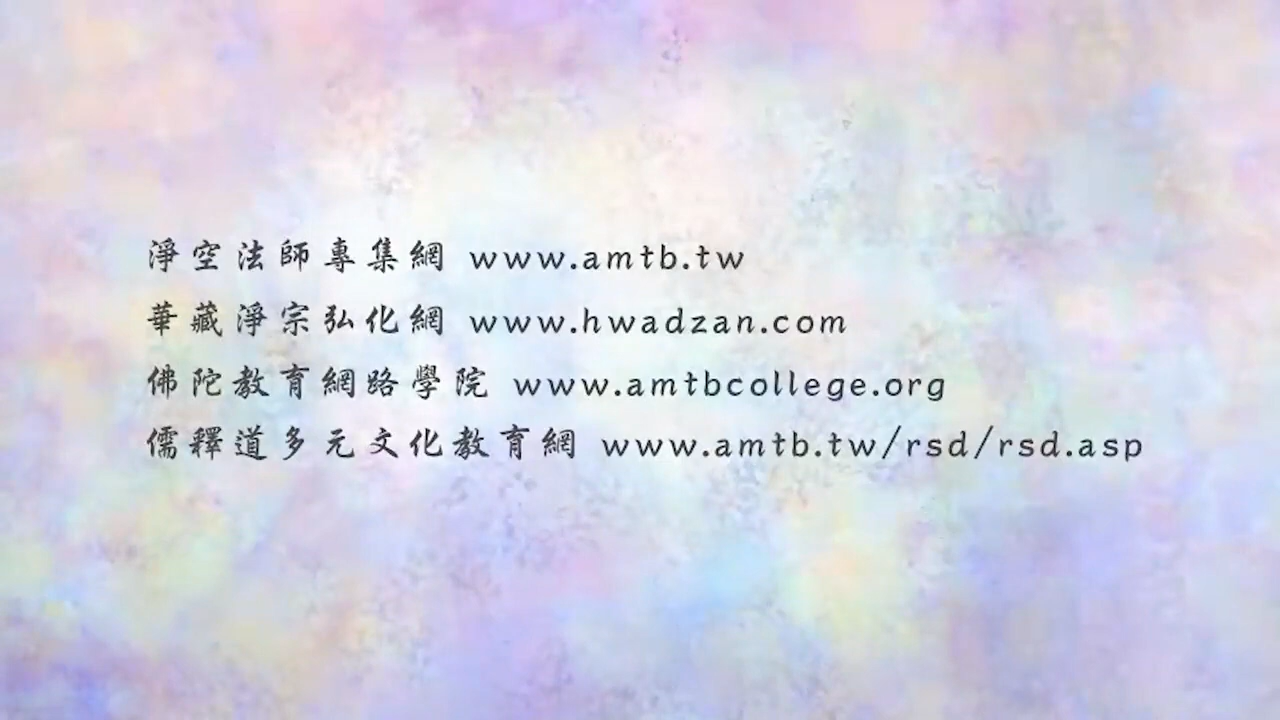 淨空法師專集網 www.amtb.tw
華藏淨宗弘化網 www.hwadzan.com
佛陀教育網路學院 www.amtbcollege.org
儒釋道多元文化教育網 www.amtb.tw/rsd/rsd.asp